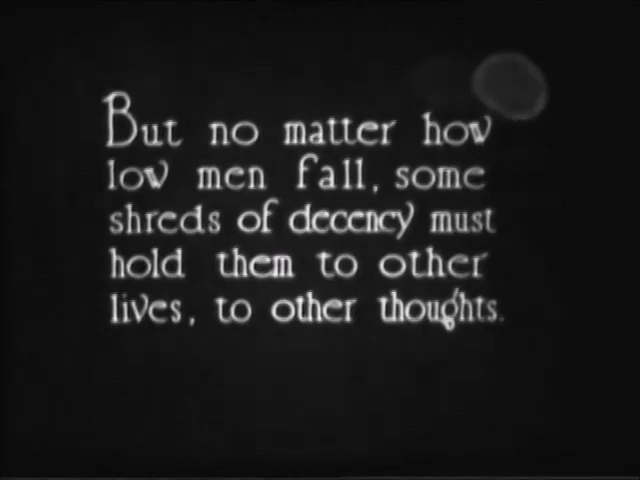 But no matter how
low men fall, some
shreds of decency must
hold them to other
lives, to other thoughts.